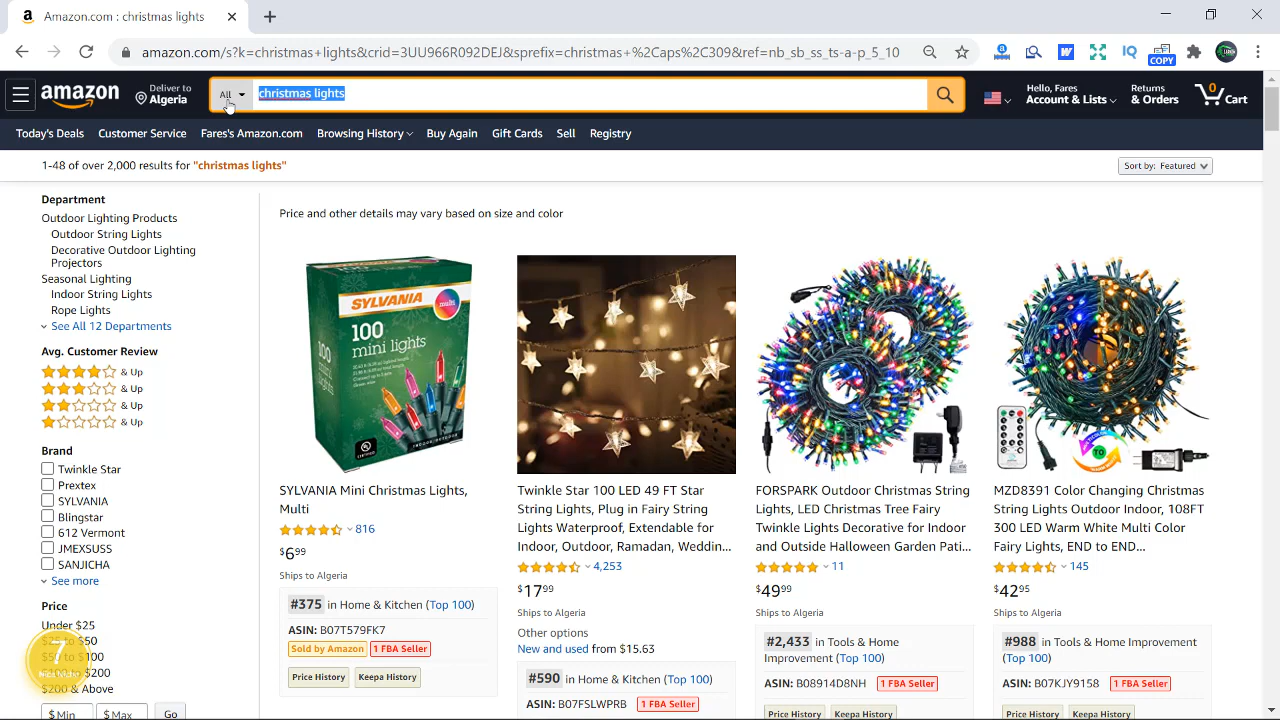 Amazon.com : christmas lights
amazon.com/s?k=christmas+lights&crid=3UU966R092DEJ&sprefix=christmas+%2Caps%2C309&ref=nb_sb_ss_ts-a-p_5_10
IQ
COPY
amazon
Deliver to
Algeria
All
christmas lights
Hello, Fares
Account & Lists
Returns
& Orders
0
Cart
Today's Deals
Customer Service
Fares's Amazon.com
Browsing History
Buy Again
Gift Cards
Sell
Registry
1-48 of over 2,000 results for "christmas lights"
Sort by: Featured
Department
Outdoor Lighting Products
Outdoor String Lights
Decorative Outdoor Lighting
Projectors
Seasonal Lighting
Indoor String Lights
Rope Lights
See All 12 Departments
Avg. Customer Review
& Up
& Up
& Up
& Up
Brand
Twinkle Star
Prextex
SYLVANIA
Blingstar
612 Vermont
JMEXSUSS
SANJICHA
See more
Price
Under $25
$25 to $50
$50 to $100
$100 to $200
$200 & Above
$ Min
$ Max
Go
Price and other details may vary based on size and color
SYLVANIA
100
mini lights
SYLVANIA Mini Christmas Lights,
Multi
816
$6.99
Ships to Algeria
#375 in Home & Kitchen (Top 100)
ASIN: B07T579FK7
Sold by Amazon
1 FBA Seller
Price History
Keepa History
Twinkle Star 100 LED 49 FT Star
String Lights, Plug in Fairy String
Lights Waterproof, Extendable for
Indoor, Outdoor, Ramadan, Weddin...
4,253
$17.99
Ships to Algeria
Other options
New and used from $15.63
#590 in Home & Kitchen (Top 100)
ASIN: B07FSLWPRB
1 FBA Seller
FORSPARK Outdoor Christmas String
Lights, LED Christmas Tree Fairy
Twinkle Lights Decorative for Indoor
and Outside Halloween Garden Pati...
11
$49.99
Ships to Algeria
#2,433 in Tools & Home
Improvement (Top 100)
ASIN: B08914D8NH
1 FBA Seller
Price History
Keepa History
TO
MZD8391 Color Changing Christmas
String Lights Outdoor Indoor, 108FT
300 LED Warm White Multi Color
Fairy Lights, END to END...
145
$42.95
Ships to Algeria
#988 in Tools & Home Improvement
(Top 100)
ASIN: B07KJY9158
1 FBA Seller
Price History
Keepa History